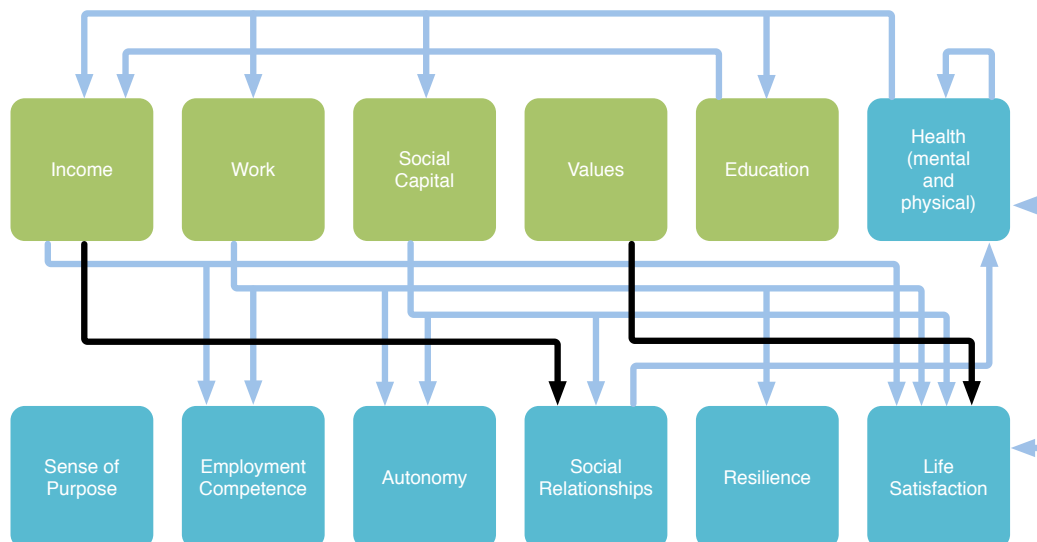 Income
Work
Social
Capital
Values
Education
Health
(mental
and
physical)
Sense of
Purpose
Employment
Competence
Autonomy
Social
Relationships
Resilience
Life
Satisfaction